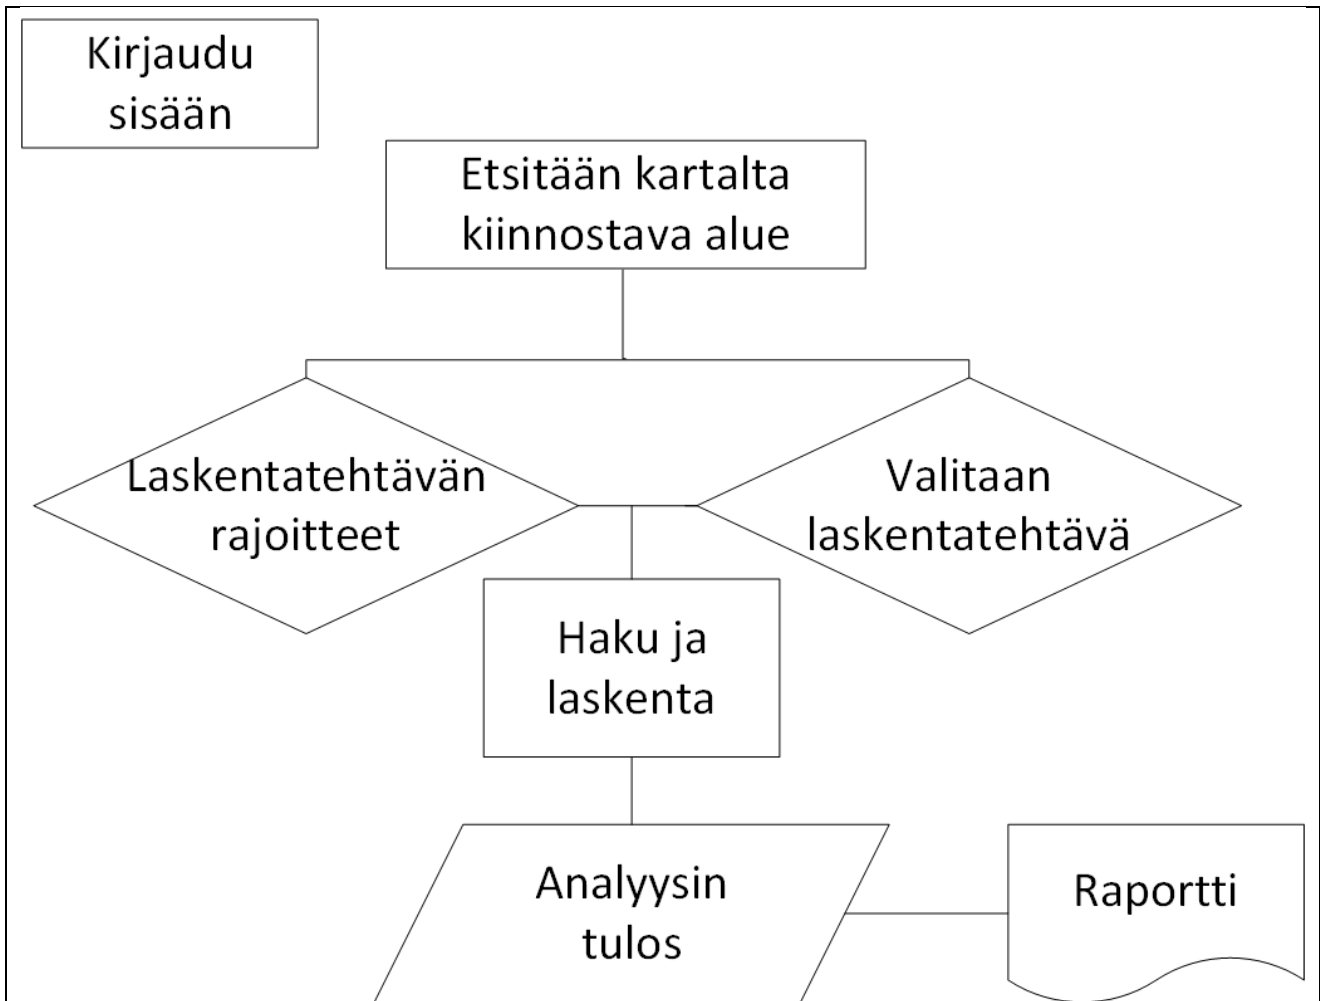 Kirjaudu
sisään
Etsitään kartalta
kiinnostava alue
Laskentatehtävän
rajoitteet
Valitaan
laskentatehtävä
Haku ja
laskenta
Analyysin
tulos
Raportti